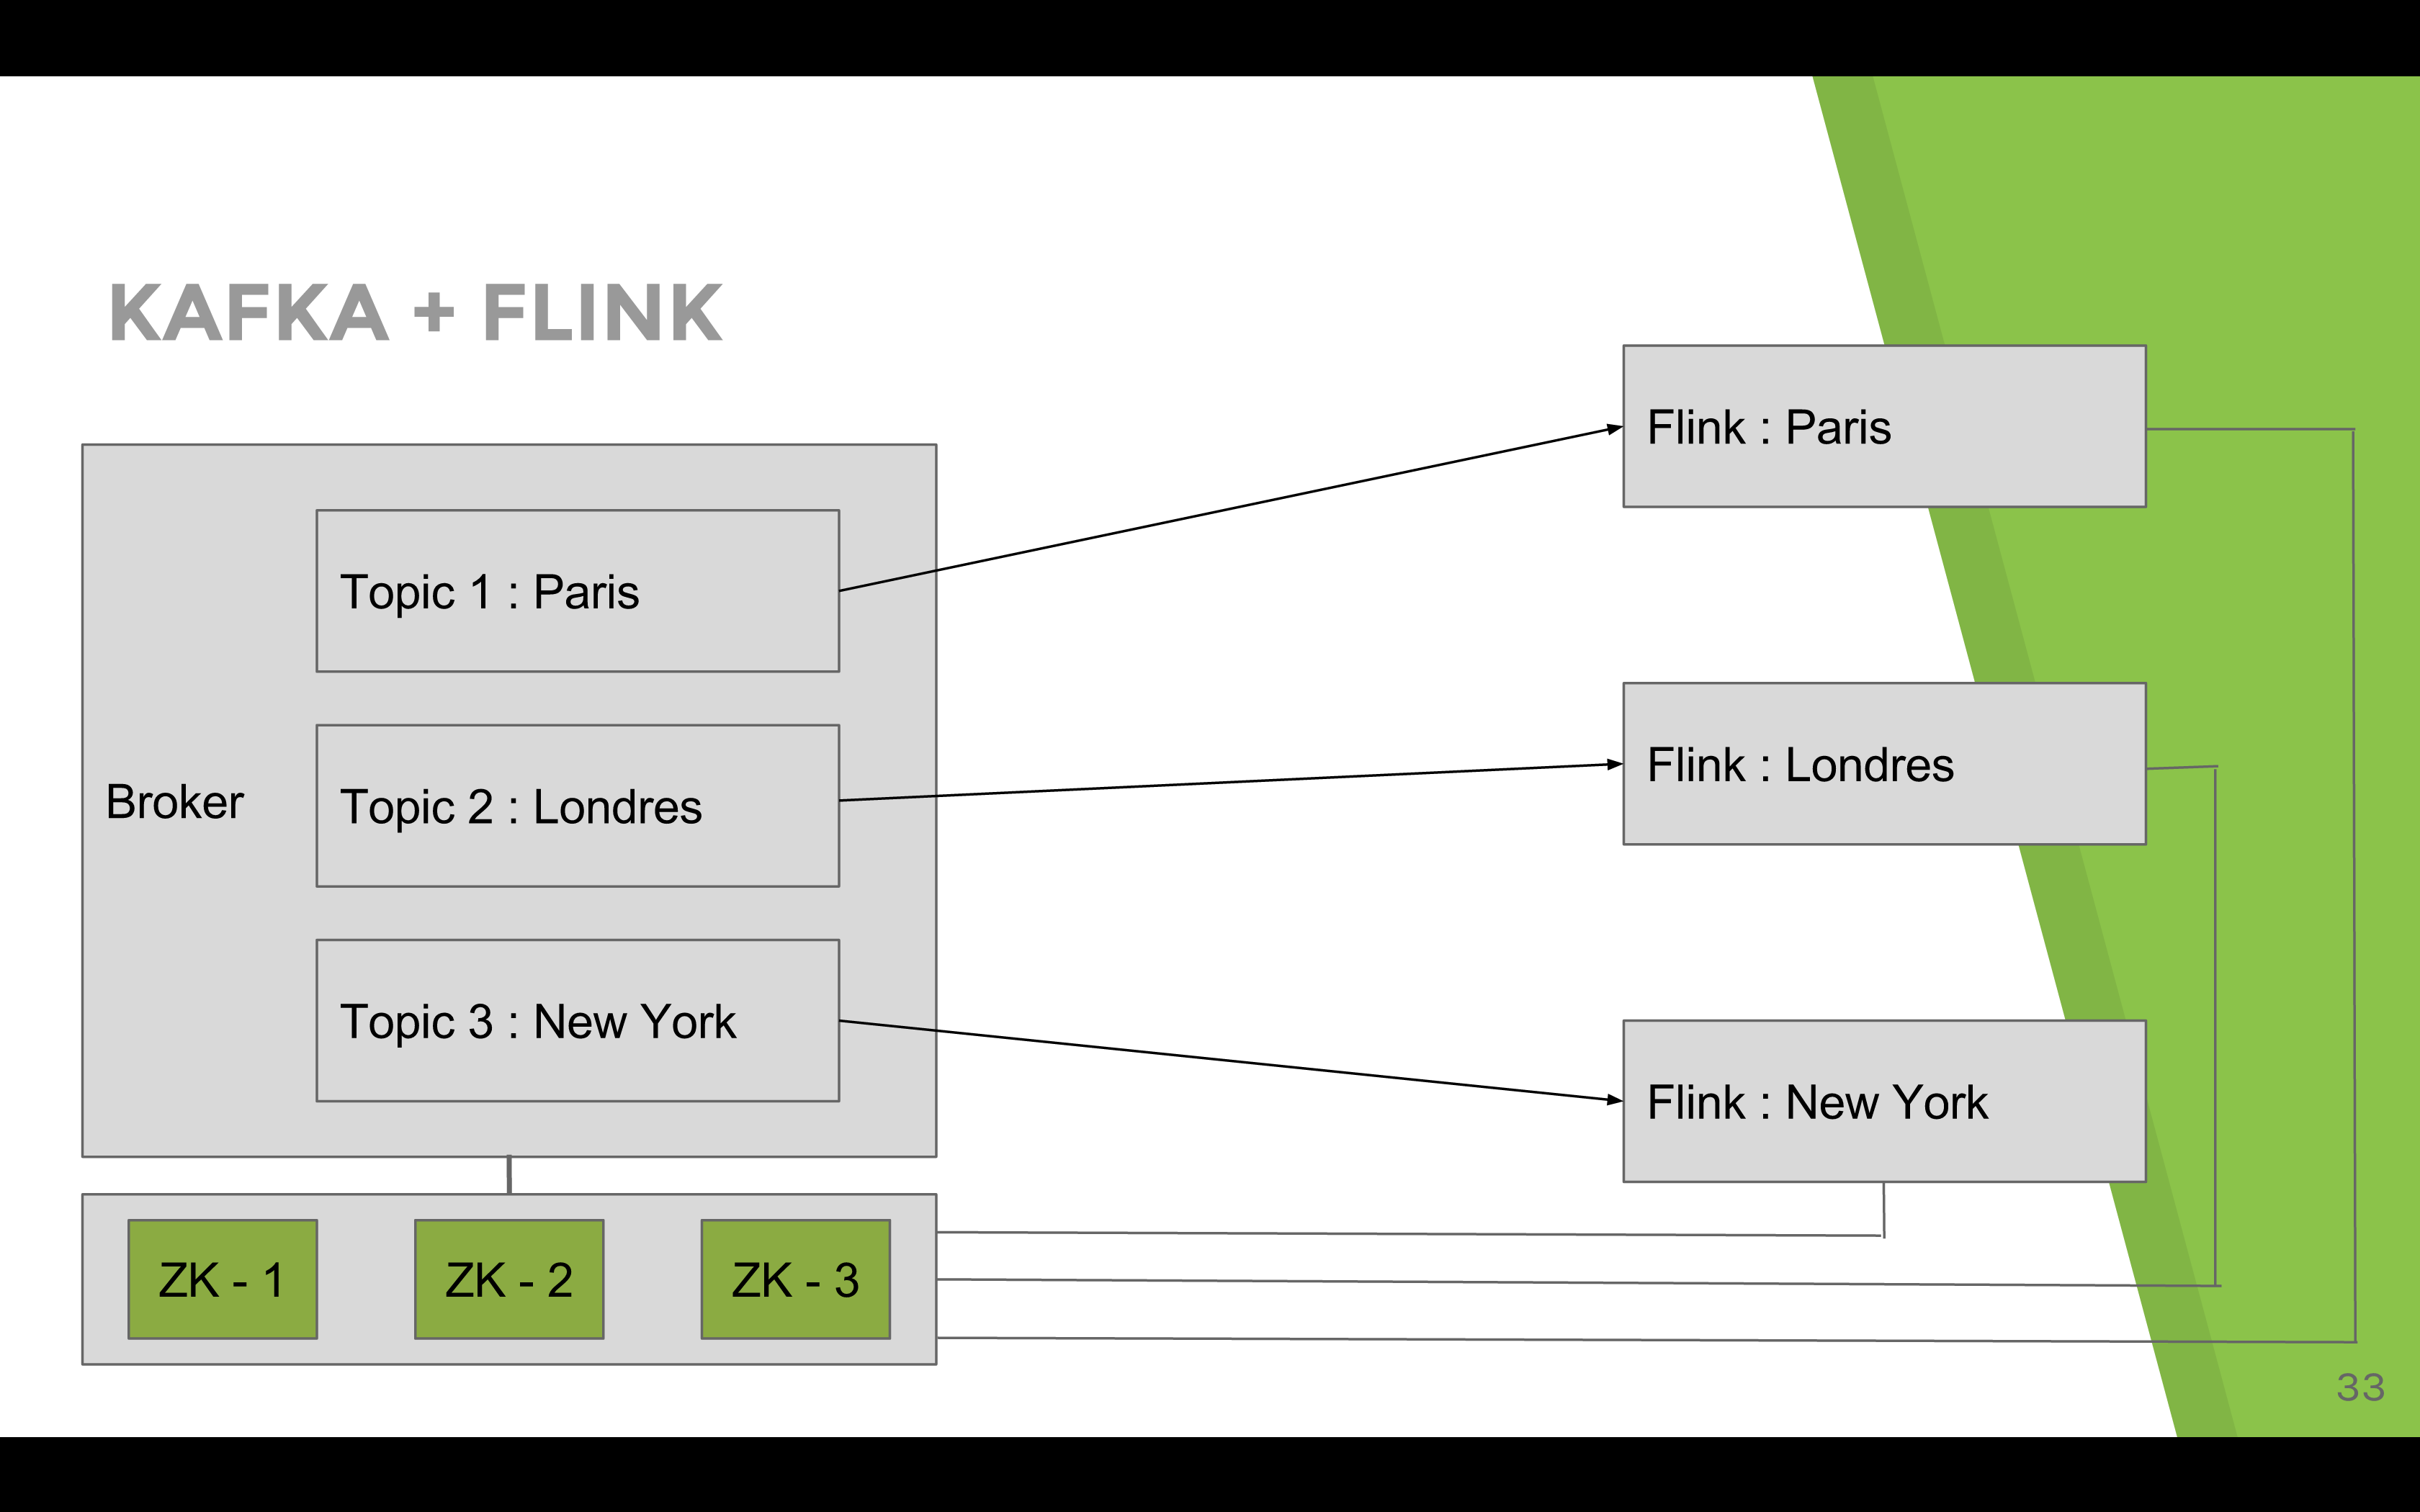 KAFKA + FLINK
Broker
Topic 1 : Paris
Topic 2 : Londres
Topic 3 : New York
Flink : Paris
Flink : Londres
Flink : New York
ZK - 1
ZK - 2
ZK - 3
33